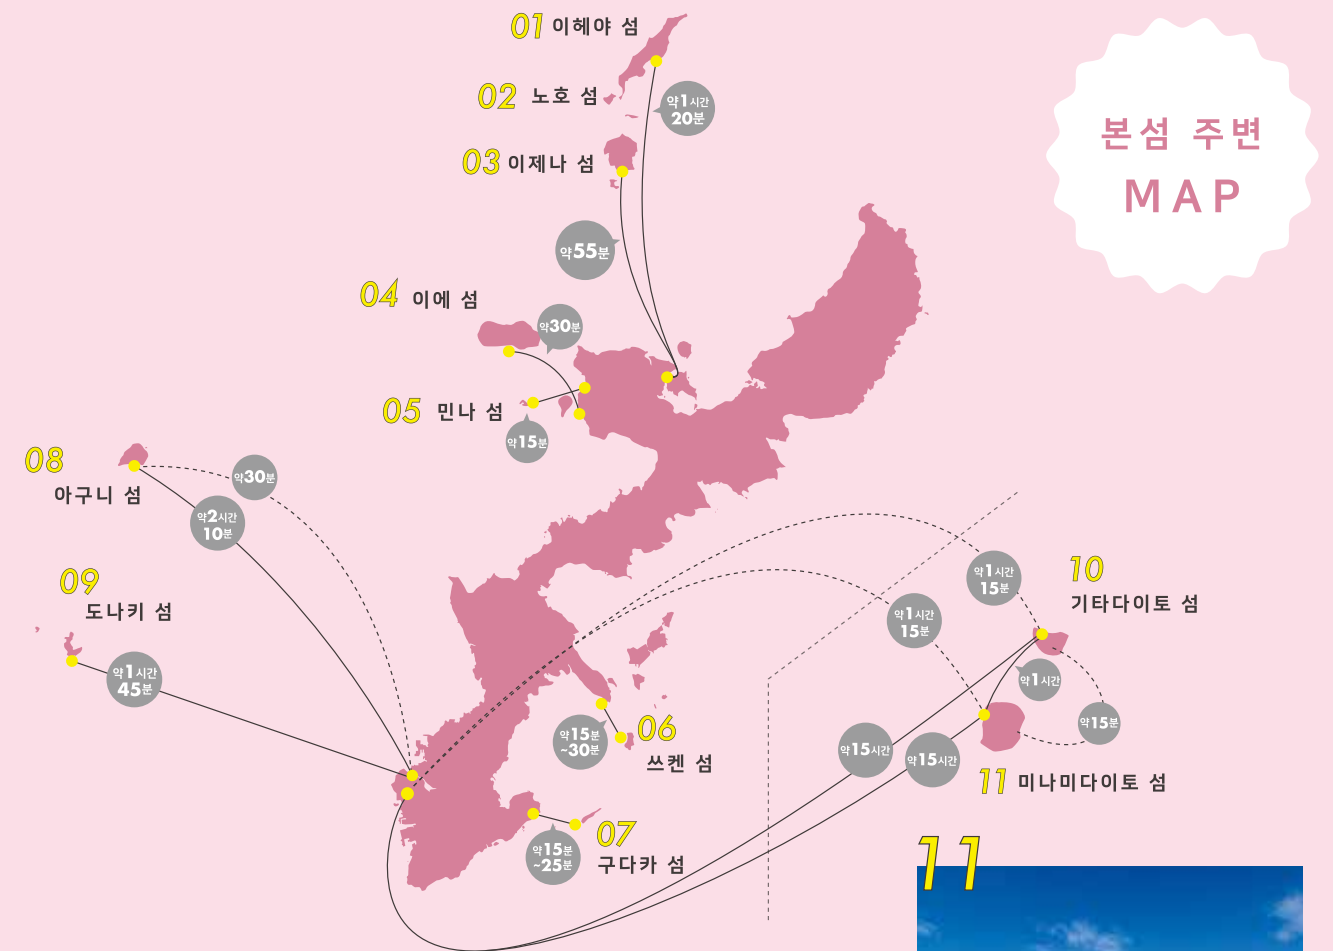 01 이헤야 섬
02 노호 섬
03 이제나 섬
약1시간
20분
약55분
본섬 주변
MAP
04 이에 섬
약30분
05 민나 섬
약15분
08
아구니 섬
약30분
약2시간
10분
09
도나키 섬
약1시간
45분
10
기타다이토 섬
약1시간
15분
약1시간
15분
약1시간
약15분
06
쓰켄 섬
약15분
~30분
약15시간
약15시간
11 미나미다이토 섬
07
구다카 섬
약15분
~25분
11